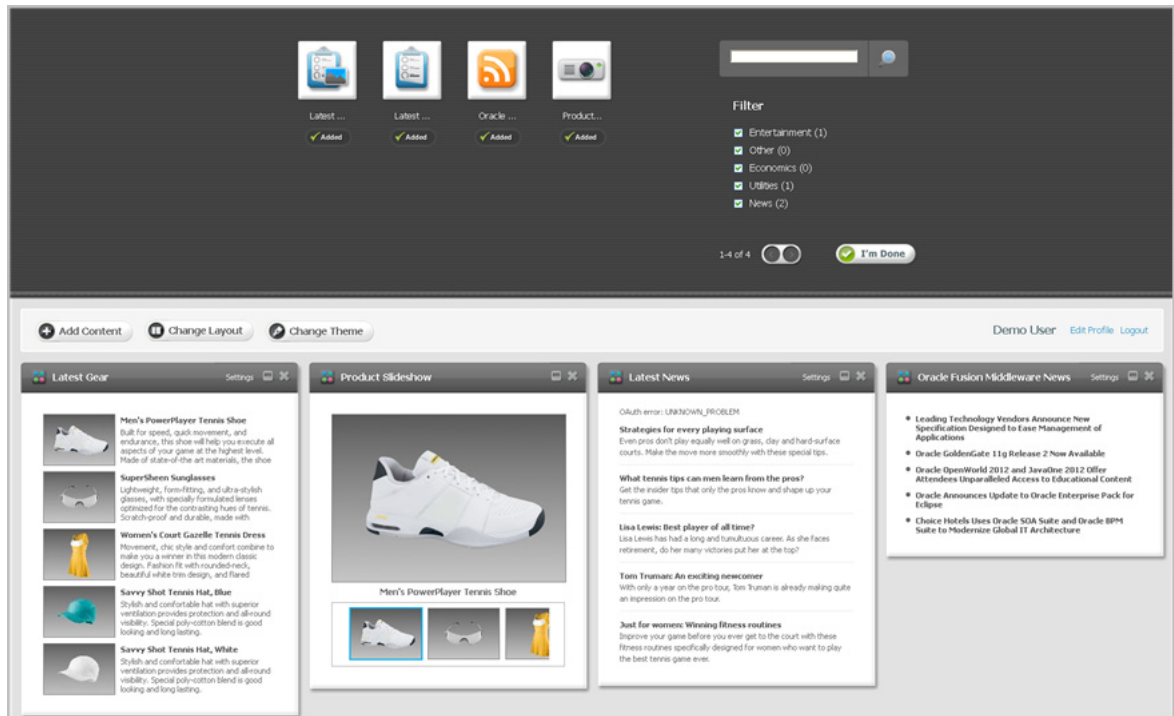 Latest ...
Latest ...
Oracle ...
Product...
Added
Added
Added
Added
Filter
Entertainment (1)
Other (0)
Economics (0)
Utilities (1)
News (2)
1-4 of 4
I'm Done
Add Content
Change Layout
Change Theme
Demo User
Edit Profile
Logout
Latest Gear
Settings
Men's PowerPlayer Tennis Shoe
Built for speed, quick movement, and
endurance, this shoe will help you execute all
aspects of your game at the highest level.
Made of state-of-the art materials, the shoe
SuperSheen Sunglasses
Lightweight, form-fitting, and ultra-stylish
glasses, with specially formulated lenses
optimized for the contrasting hues of tennis.
Scratch-proof and durable, made with
Women's Court Gazelle Tennis Dress
Movement, chic style and comfort combine to
make you a winner in this modern classic
design. Fashion fit with rounded-neck,
beautiful white trim design, and flared
Savvy Shot Tennis Hat, Blue
Stylish and comfortable hat with superior
ventilation provides protection and all-round
visibility. Special poly-cotton blend is good
looking and long lasting.
Savvy Shot Tennis Hat, White
Stylish and comfortable hat with superior
ventilation provides protection and all-round
visibility. Special poly-cotton blend is good
looking and long lasting.
Product Slideshow
Men's PowerPlayer Tennis Shoe
Latest News
Settings
OAuth error: UNKNOWN_PROBLEM
Strategies for every playing surface
Even pros don't play equally well on grass, clay and hard-surface
courts. Make the move more smoothly with these special tips.
What tennis tips can men learn from the pros?
Get the insider tips that only the pros know and shape up your
tennis game.
Lisa Lewis: Best player of all time?
Lisa Lewis has had a long and tumultuous career. As she faces
retirement, do her many victories put her at the top?
Tom Truman: An exciting newcomer
With only a year on the pro tour, Tom Truman is already making quite
an impression on the pro tour.
Just for women: Winning fitness routines
Improve your game before you ever get to the court with these
fitness routines specifically designed for women who want to play
the best tennis game ever.
Oracle Fusion Middleware News
Settings
Leading Technology Vendors Announce New
Specification Designed to Ease Management of
Applications
Oracle GoldenGate 11g Release 2 Now Available
Oracle OpenWorld 2012 and JavaOne 2012 Offer
Attendees Unparalleled Access to Educational Content
Oracle Announces Update to Oracle Enterprise Pack for
Eclipse
Choice Hotels Uses Oracle SOA Suite and Oracle BPM
Suite to Modernize Global IT Architecture